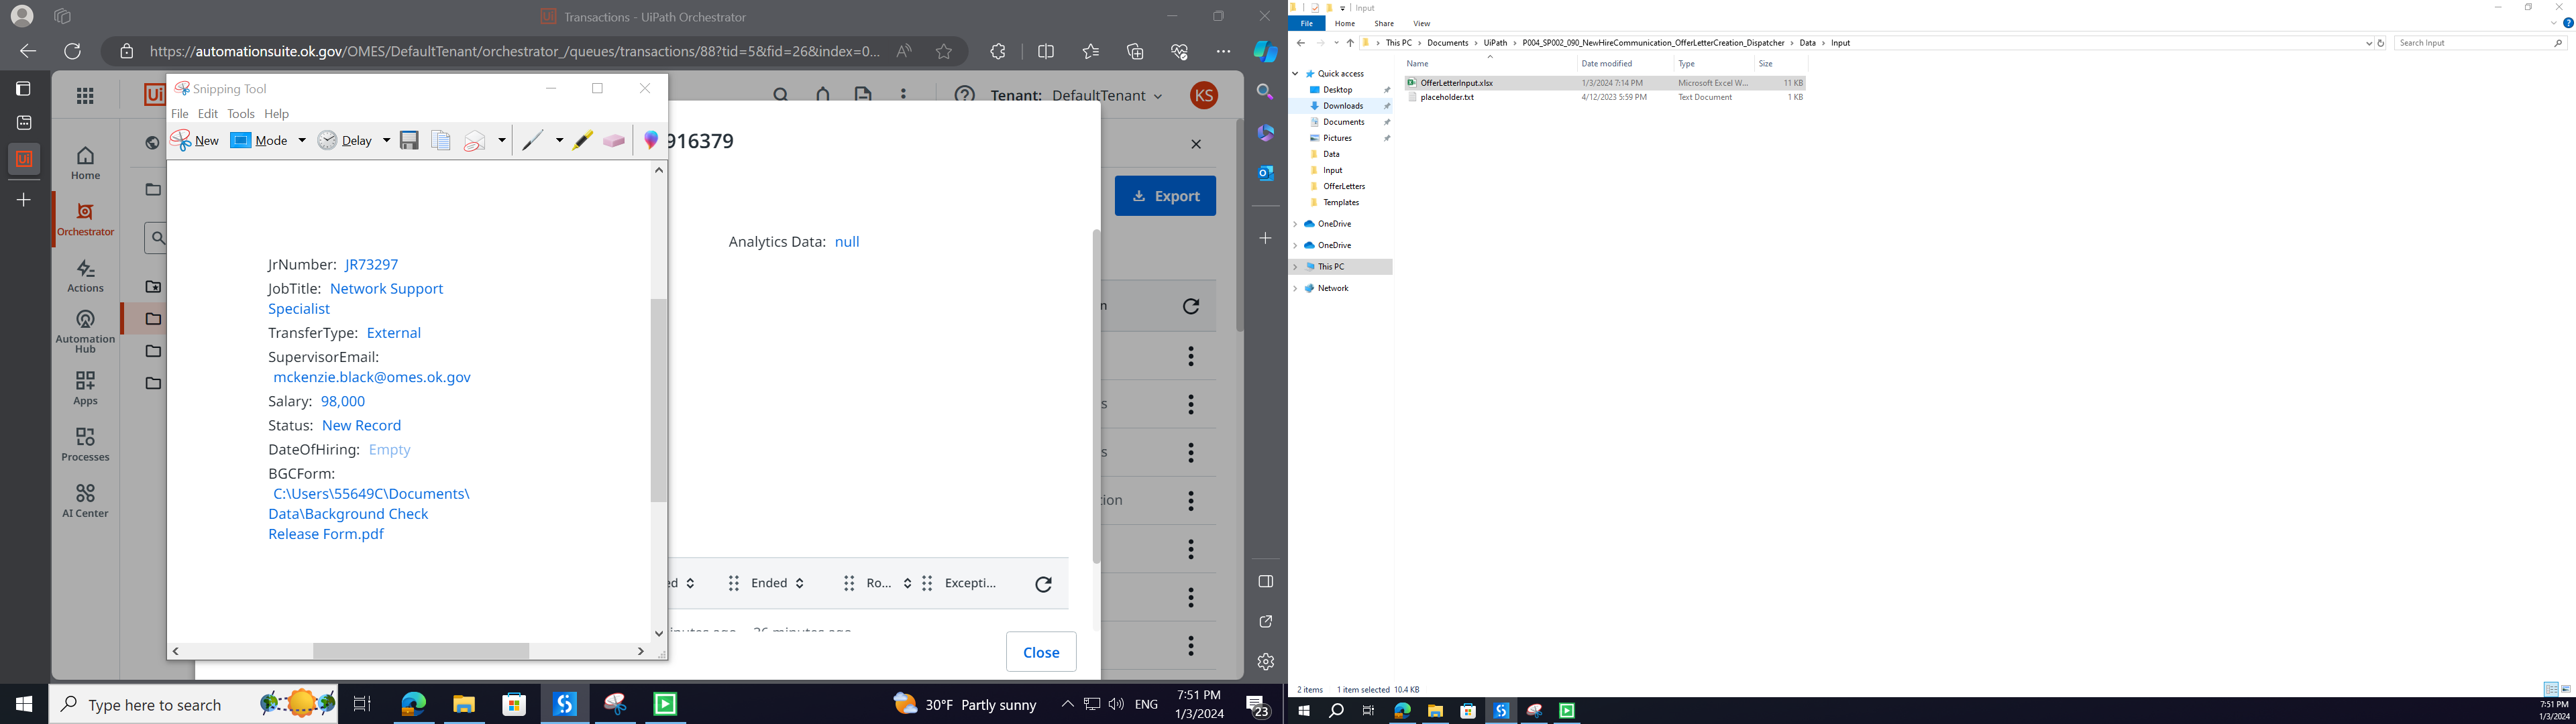 Transactions - UiPath Orchestrator
https://automationsuite.ok.gov/OMES/DefaultTenant/orchestrator_/queues/transactions/88?tid=5&fid=26&index=0...
Ui
Tenant: DefaultTenant
KS
Home
Orchestrator
Actions
Automation
Hub
Apps
Processes
AI Center
Snipping Tool
File Edit Tools Help
New Mode Delay
JrNumber: JR73297
JobTitle: Network Support
Specialist
TransferType: External
SupervisorEmail:
mckenzie.black@omes.ok.gov
Salary: 98,000
Status: New Record
DateOfHiring: Empty
BGCForm:
C:\Users\55649C\Documents\
Data\Background Check
Release Form.pdf
916379
Export
Analytics Data: null
Ended Ro... Excepti...
Close
Type here to search
30°F Partly sunny
ENG
7:51 PM
1/3/2024
23
Input
File Home Share View
This PC > Documents > UiPath > P004_SP002_090_NewHireCommunication_OfferLetterCreation_Dispatcher > Data > Input
Search Input
Name Date modified Type Size
OfferLetterInput.xlsx 1/3/2024 7:14 PM Microsoft Excel W... 11 KB
placeholder.txt 4/12/2023 5:59 PM Text Document 1 KB
Quick access
Desktop
Downloads
Documents
Pictures
Data
Input
OfferLetters
Templates
OneDrive
OneDrive
This PC
Network
2 items 1 item selected 10.4 KB
7:51 PM
1/3/2024